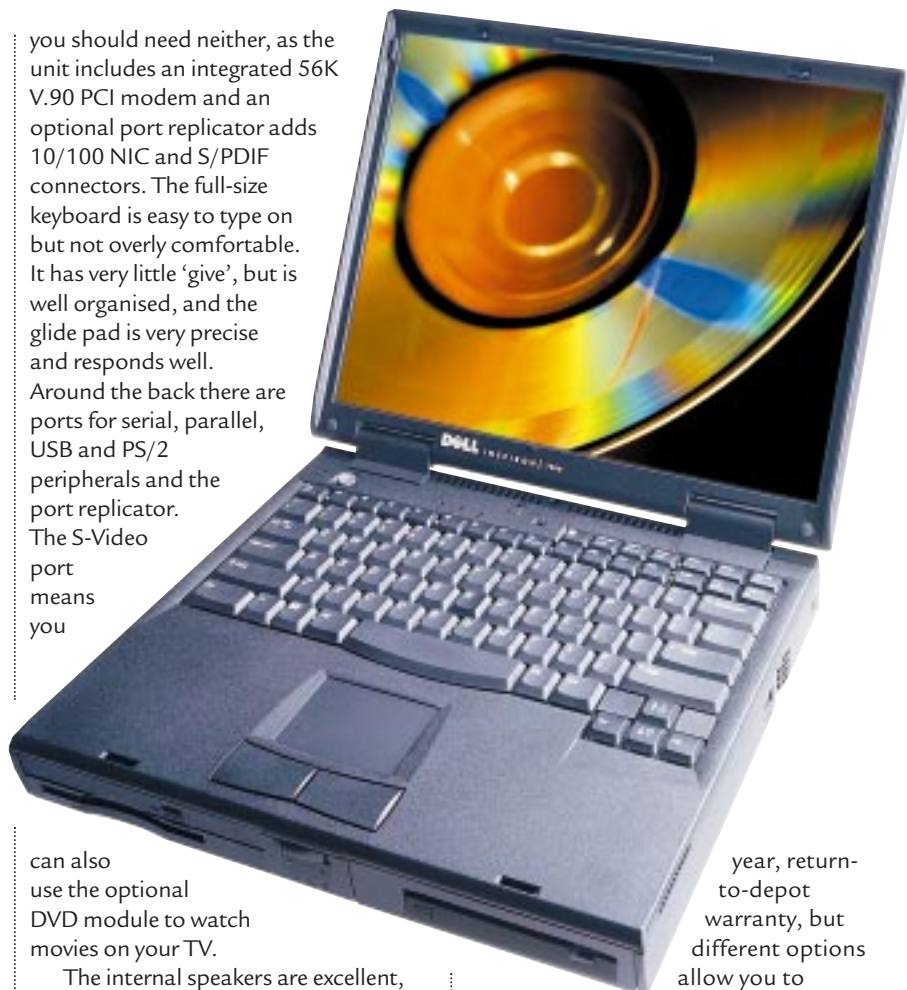 you should need neither, as the
unit includes an integrated 56K
V.90 PCI modem and an
optional port replicator adds
10/100 NIC and S/PDIF
connectors. The full-size
keyboard is easy to type on
but not overly comfortable.
It has very little ‘give’, but is
well organised, and the
glide pad is very precise
and responds well.
Around the back there are
ports for serial, parallel,
USB and PS/2
peripherals and the
port replicator.
The S-Video
port
means
you
can also
use the optional
DVD module to watch
movies on your TV.
The internal speakers are excellent,
year, return-
to-depot
warranty, but
different options
allow you to
DELL